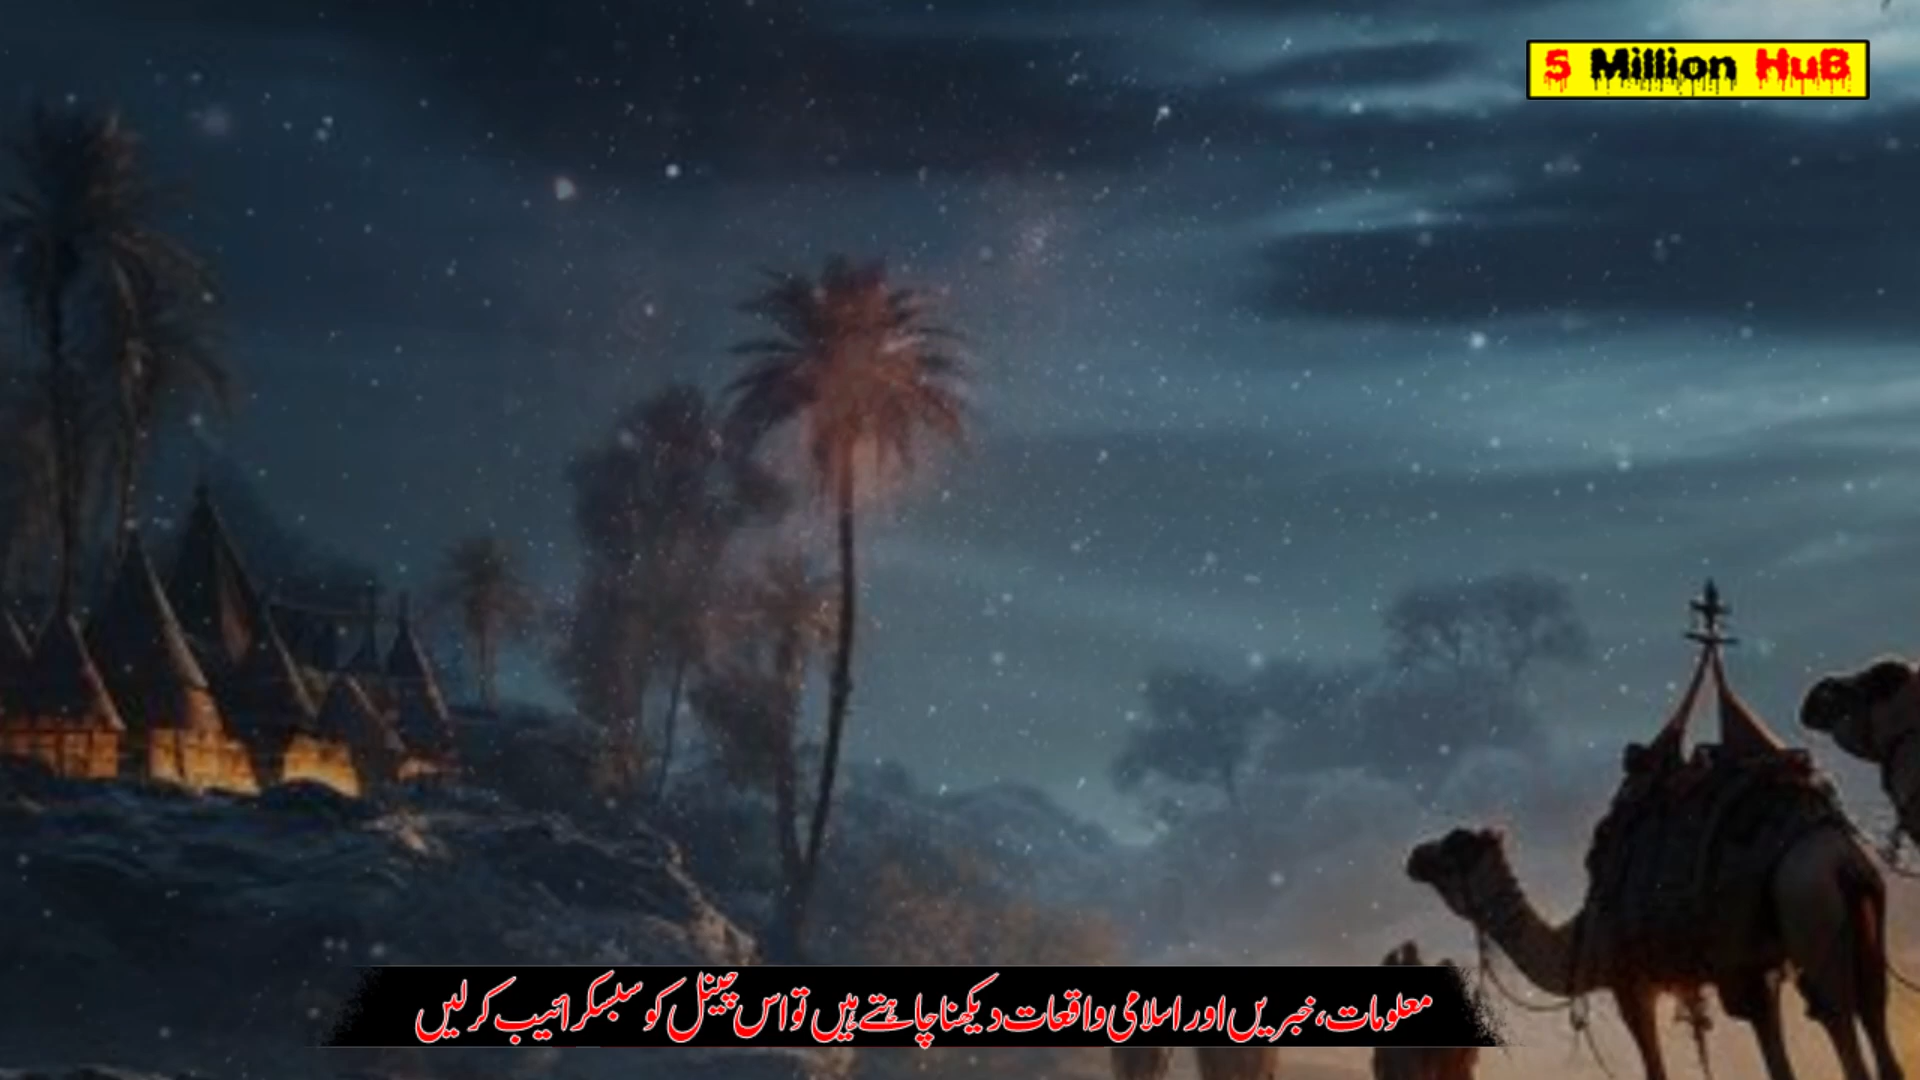 5 Million HuB
معلومات، خبریں اور اسلامی واقعات دیکھنا چاہتے ہیں تو اس چینل کو سبسکرائیب کر لیں